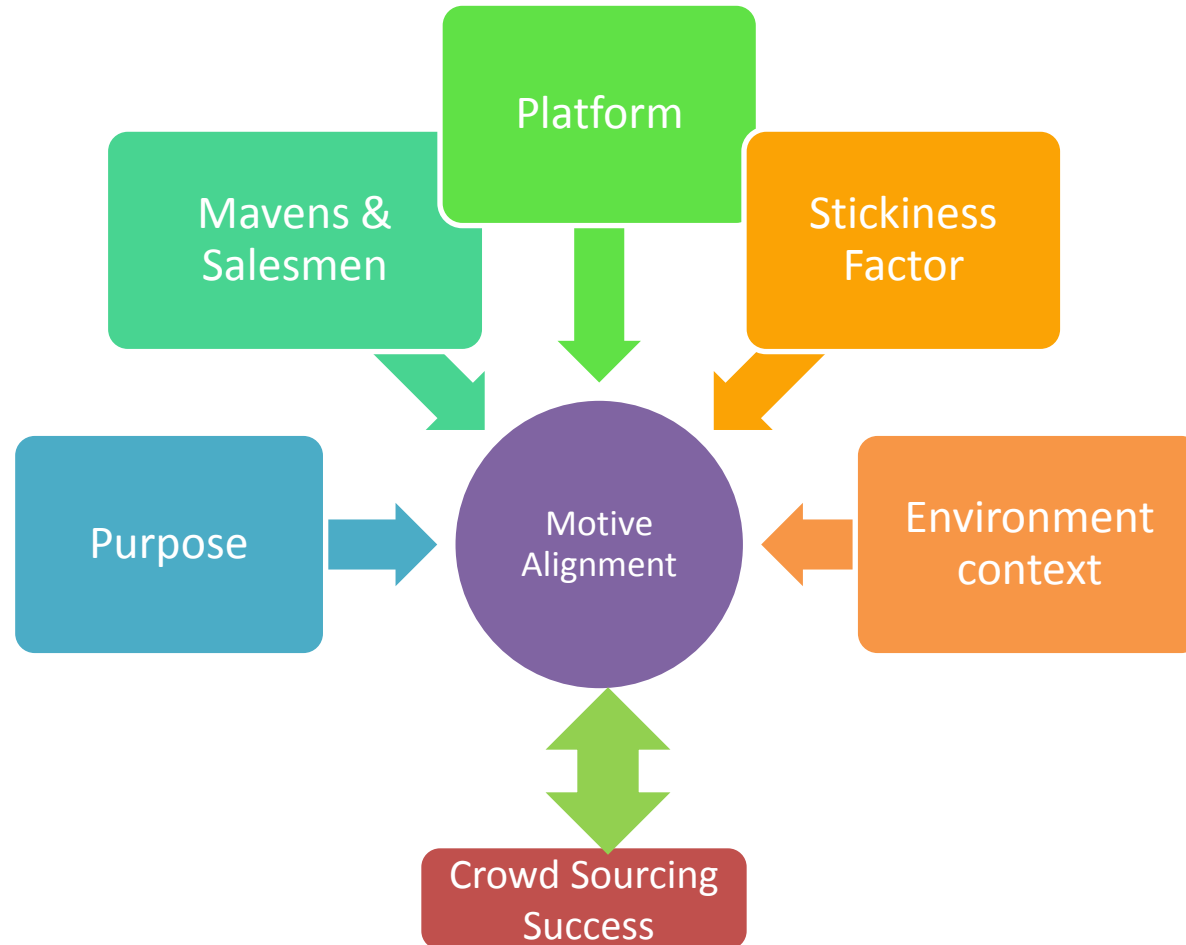 Platform
Mavens &
Salesmen
Stickiness
Factor
Purpose
Motive
Alignment
Environment
context
Crowd Sourcing
Success